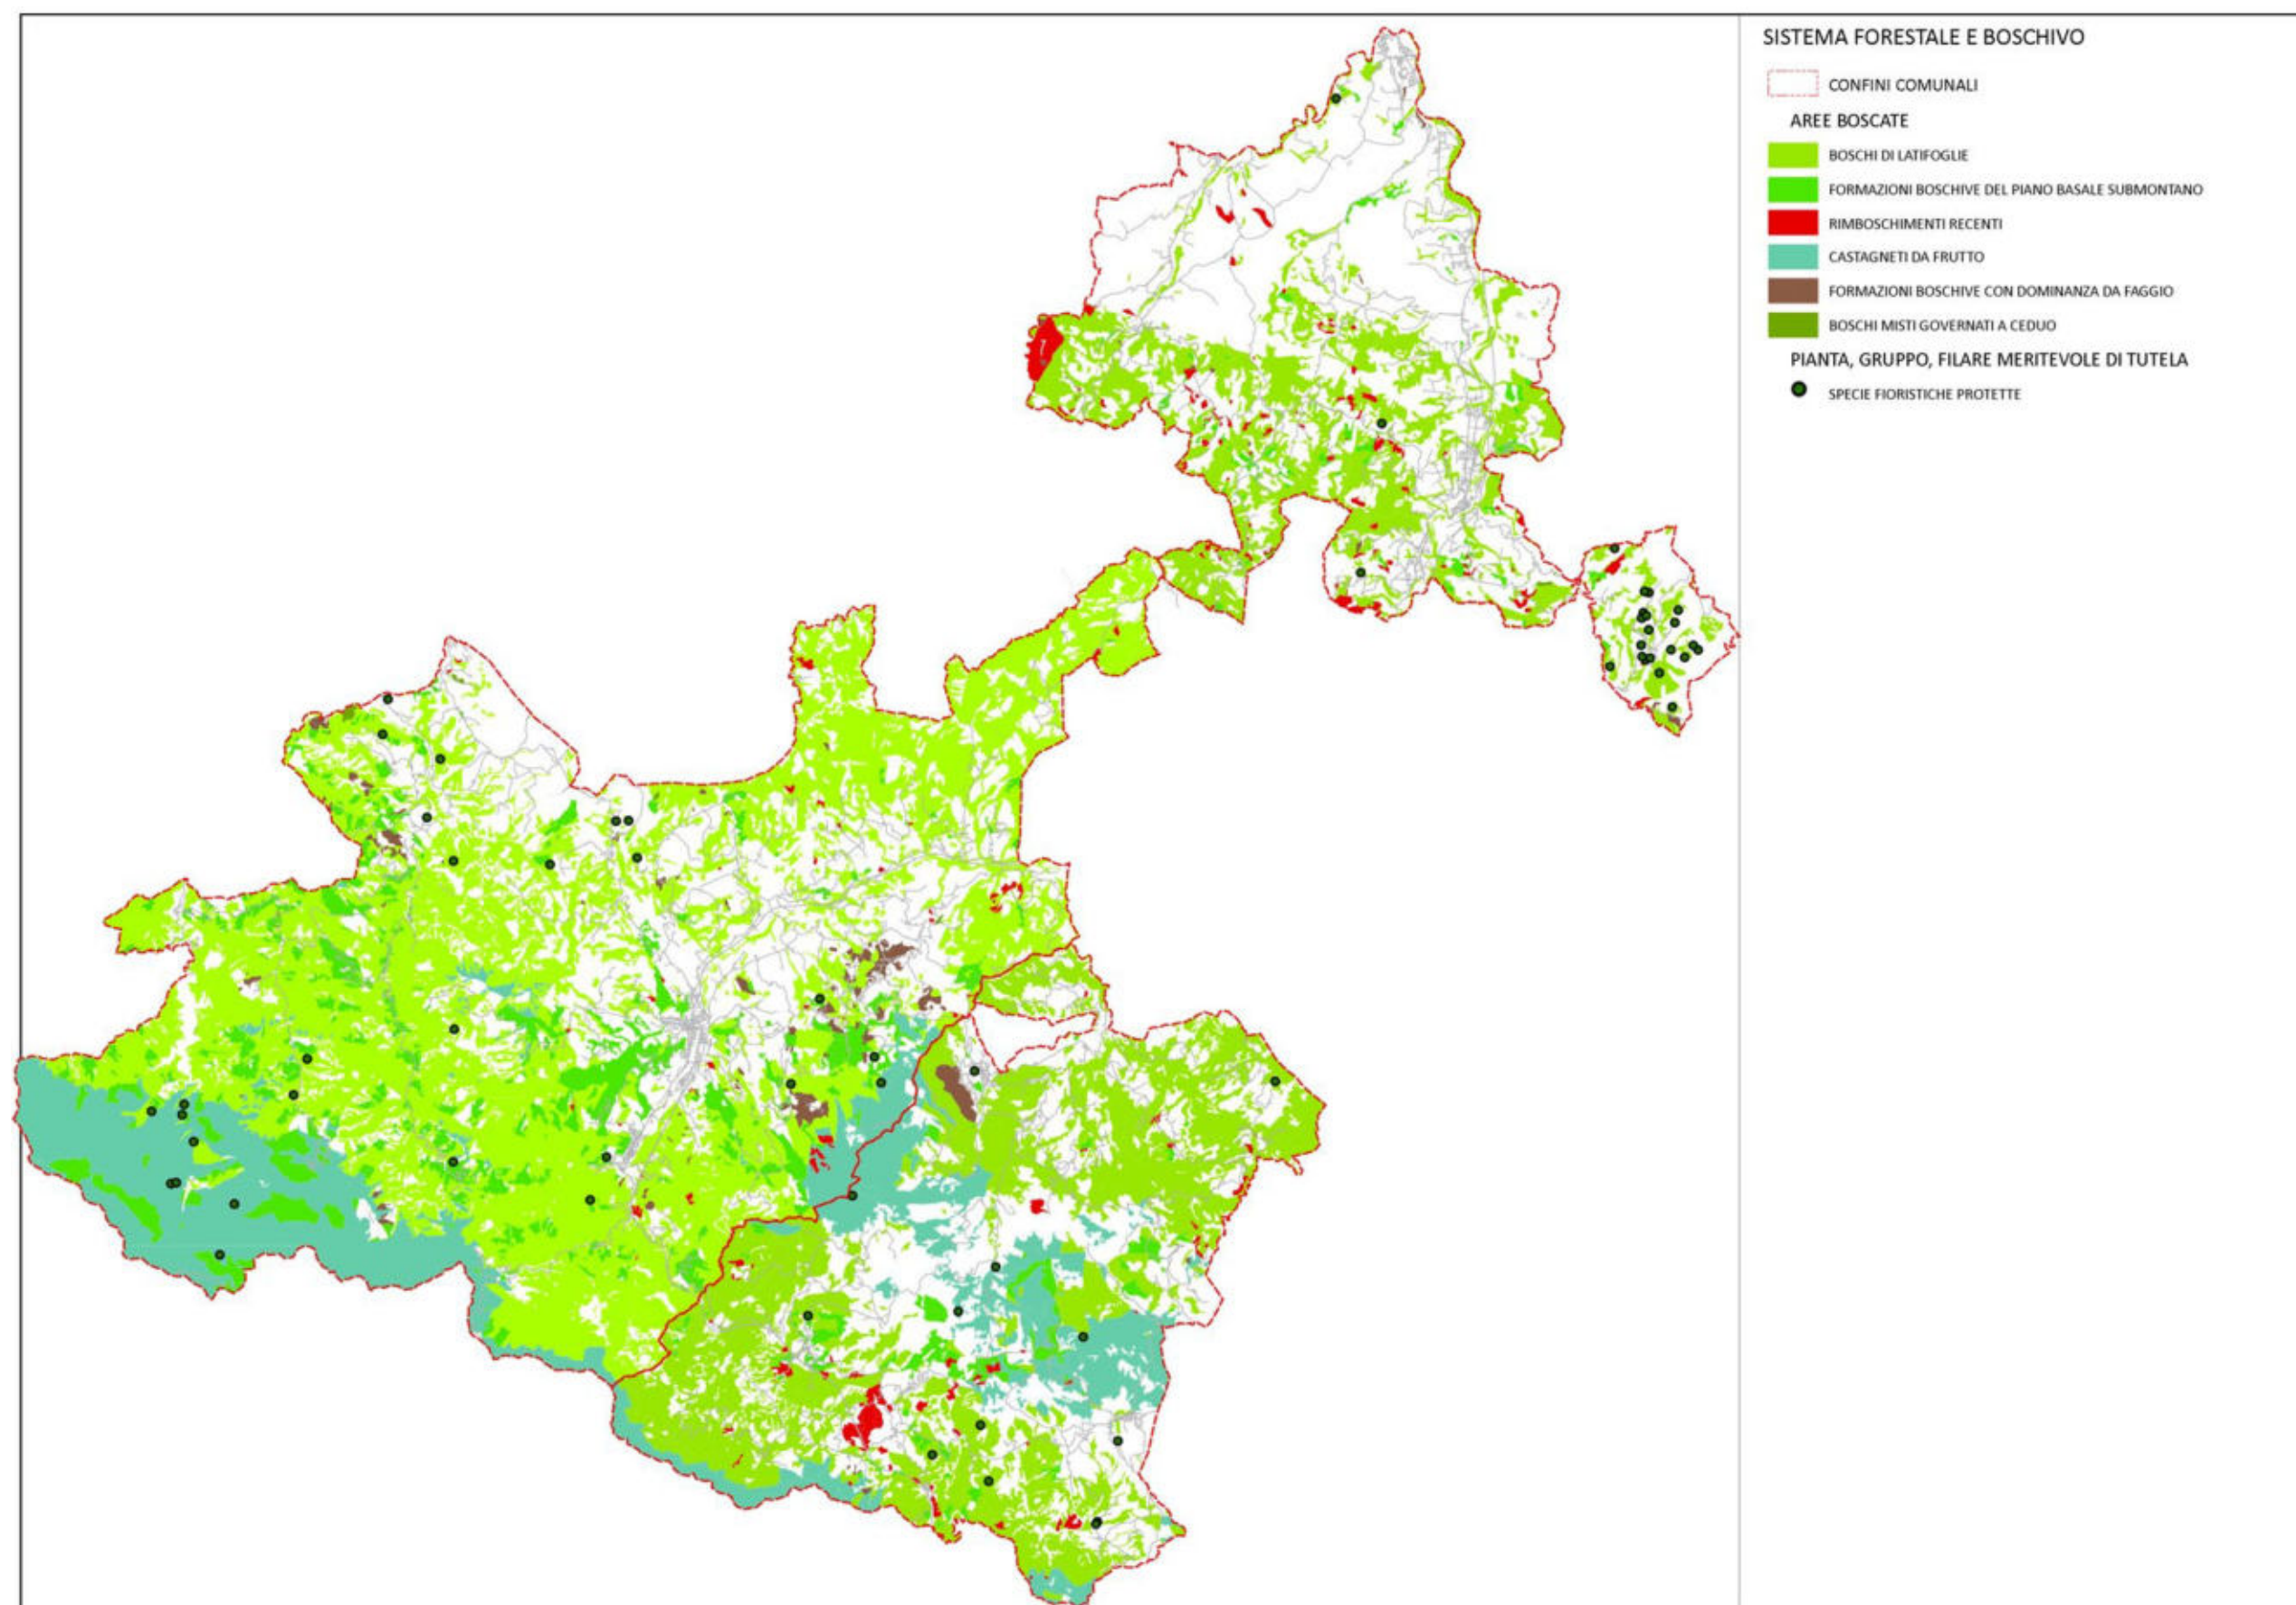 SISTEMA FORESTALE E BOSCHIVO
CONFINI COMUNALI
AREE BOSCATE
BOSCHI DI LATIFOGLIE
FORMAZIONI BOSCHIVE DEL PIANO BASALE SUBMONTANO
RIMBOSCHIMENTI RECENTI
CASTAGNETI DA FRUTTO
FORMAZIONI BOSCHIVE CON DOMINANZA DA FAGGIO
BOSCHI MISTI GOVERNATI A CEDUO
PIANTA, GRUPPO, FILARE MERITEVOLE DI TUTELA
SPECIE FIORISTICHE PROTETTE